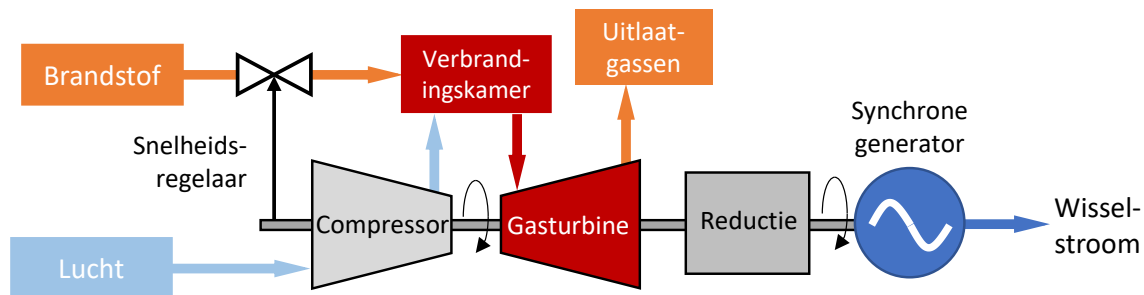 Brandstof
Verbrand-
ingskamer
Uitlaat-
gassen
Synchrone
generator
Snelheids-
regelaar
Compressor
Gasturbine
Reductie
Wissel-
stroom
Lucht